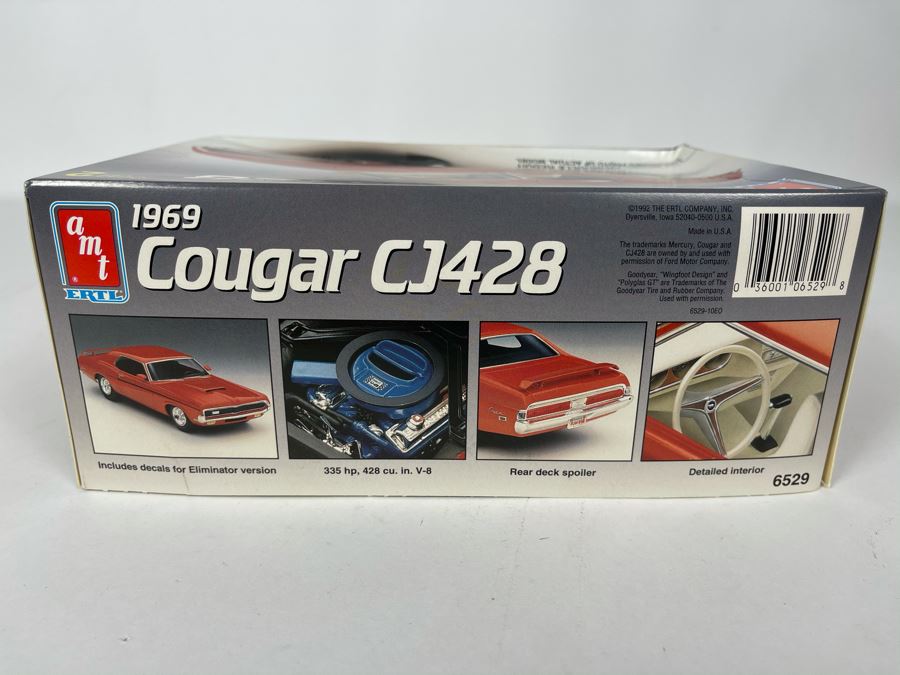 amt
®
ERTL
1969
Cougar CJ428
©1992 THE ERTL COMPANY, INC.
Dyersville, Iowa 52040-0500 U.S.A.
Made in U.S.A.
The trademarks Mercury, Cougar and
CJ428 are owned by and used with
permission of Ford Motor Company.
Goodyear, "Wingfoot Design" and
"Polyglas GT" are Trademarks of The
Goodyear Tire and Rubber Company.
Used with permission.
6529-10EO
0 36001 06529 8
Includes decals for Eliminator version
335 hp, 428 cu. in. V-8
Rear deck spoiler
Detailed interior
6529